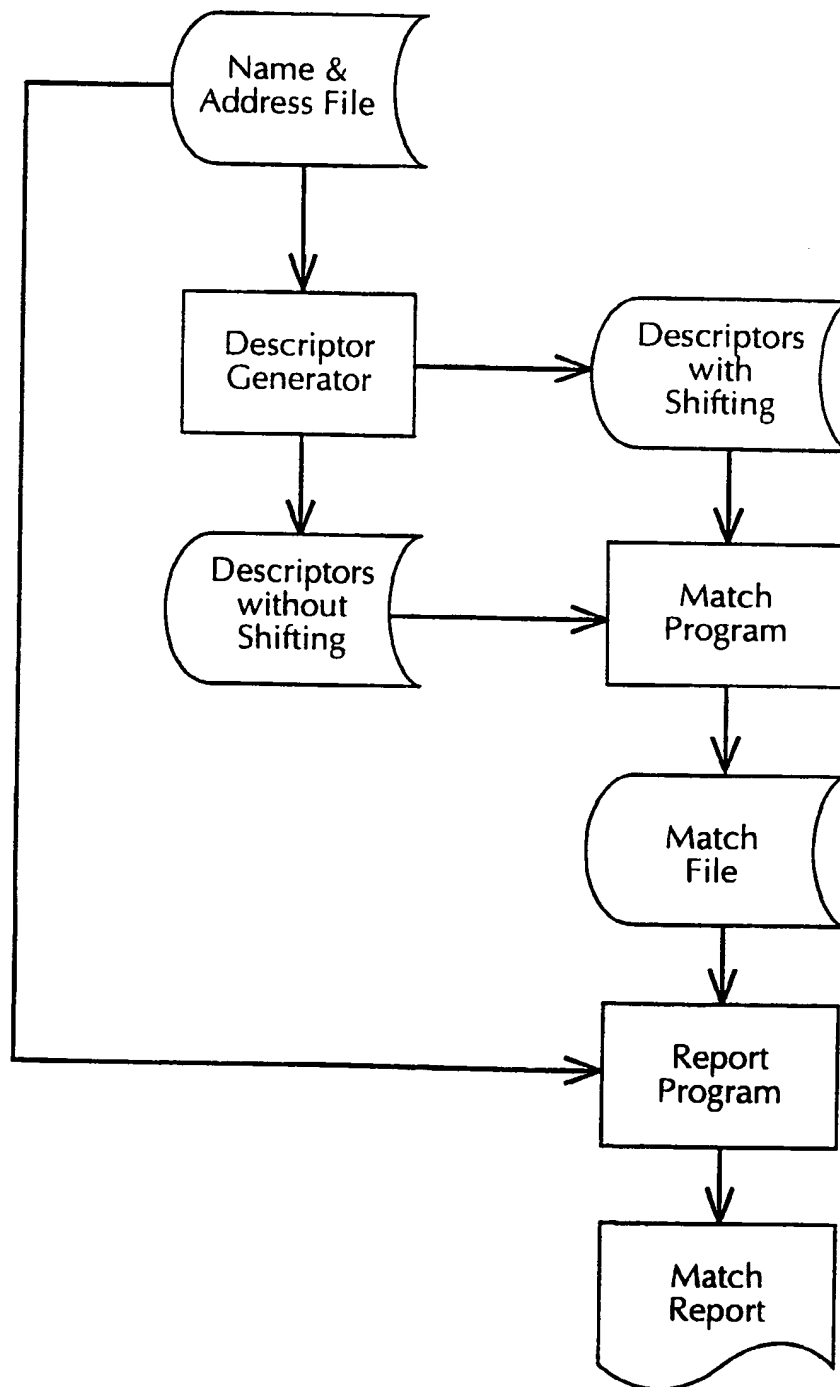 Name &
Address File
Descriptor
Generator
Descriptors
with
Shifting
Descriptors
without
Shifting
Match
Program
Match
File
Report
Program
Match
Report